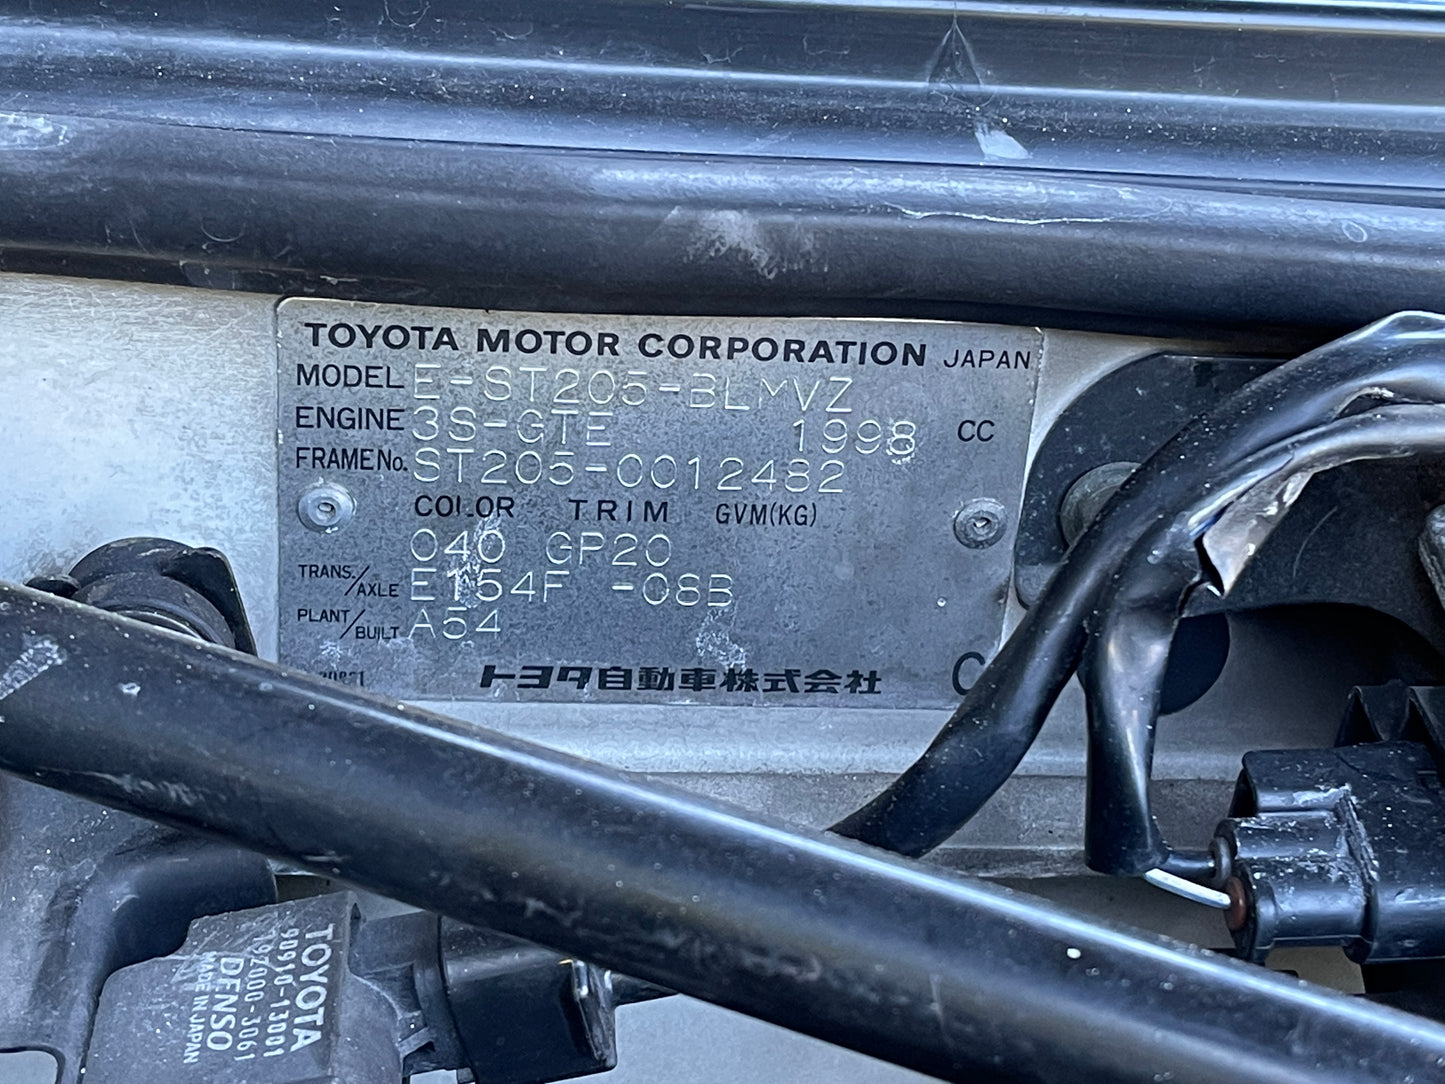 TOYOTA MOTOR CORPORATION JAPAN
MODEL E-ST205-BLMVZ
ENGINE 3S-GTE 1998 CC
FRAME No. ST205-0012482
COLOR TRIM GVM(KG)
040 GP20
TRANS./AXLE E154F -08B
PLANT/BUILT A54
トヨタ自動車株式会社
C
TOYOTA
90910-13001
192000-3061
DENSO
MADE IN JAPAN